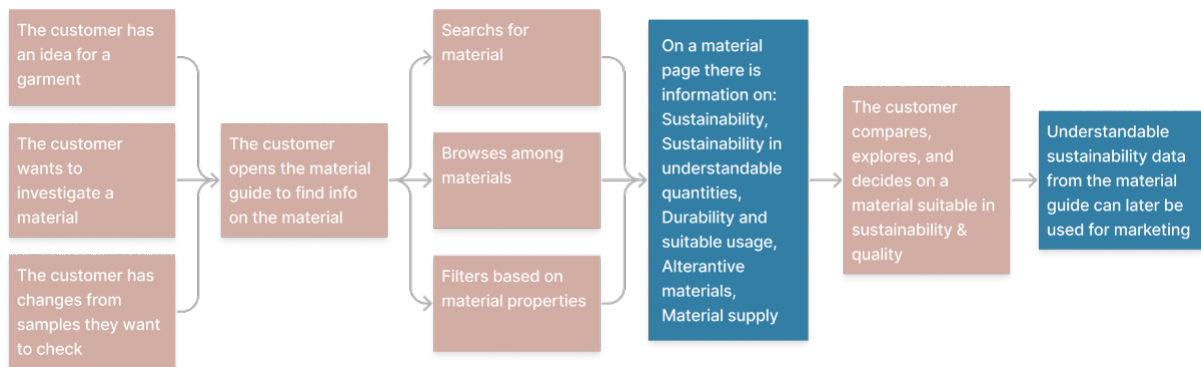 The customer has
an idea for a
garment
The customer
wants to
investigate a
material
The customer has
changes from
samples they want
to check
The customer
opens the material
guide to find info
on the material
Searchs for
material
Browses among
materials
Filters based on
material properties
On a material
page there is
information on:
Sustainability,
Sustainability in
understandable
quantities,
Durability and
suitable usage,
Alterantive
materials,
Material supply
The customer
compares,
explores, and
decides on a
material suitable in
sustainability &
quality
Understandable
sustainability data
from the material
guide can later be
used for marketing